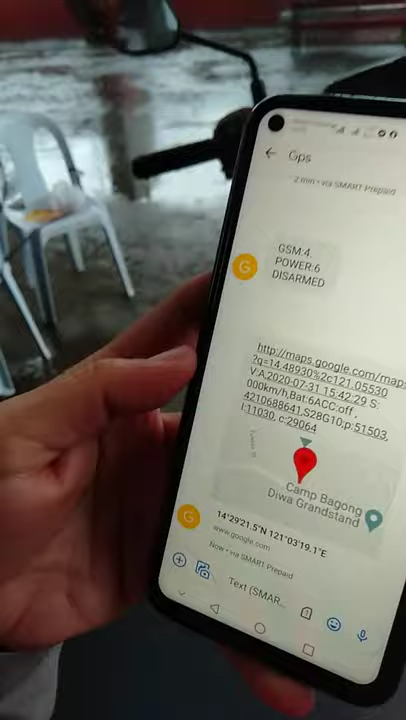 Gps
2 min • via SMART Prepaid
GSM:4.
POWER:6
DISARMED
http://maps.google.com/maps
?q=14.48930%2c121.05530
V:A,2020-07-31 15:42:29 S:
000km/h,Bat:6ACC:off ,
4210688641,S28G10,p:51503,
l:11030, c:29064
Camp Bagong
Diwa Grandstand
G
14°29'21.5"N 121°03'19.1"E
www.google.com
Now • via SMART Prepaid
Text (SMAR...